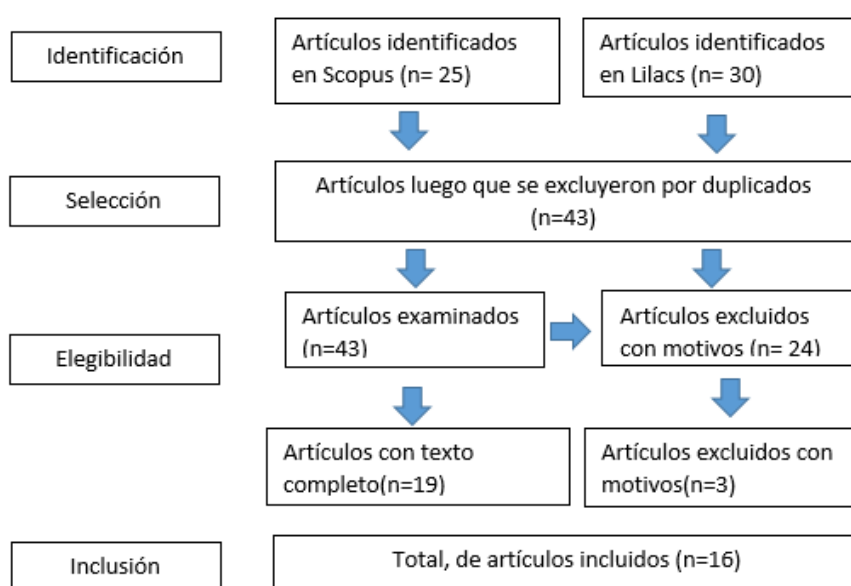 Identificación
Artículos identificados
en Scopus (n= 25)
Artículos identificados
en Lilacs (n= 30)
Selección
Artículos luego que se excluyeron por duplicados
(n=43)
Elegibilidad
Artículos examinados
(n=43)
Artículos excluidos
con motivos (n= 24)
Artículos con texto
completo(n=19)
Artículos excluidos con
motivos(n=3)
Inclusión
Total, de artículos incluidos (n=16)